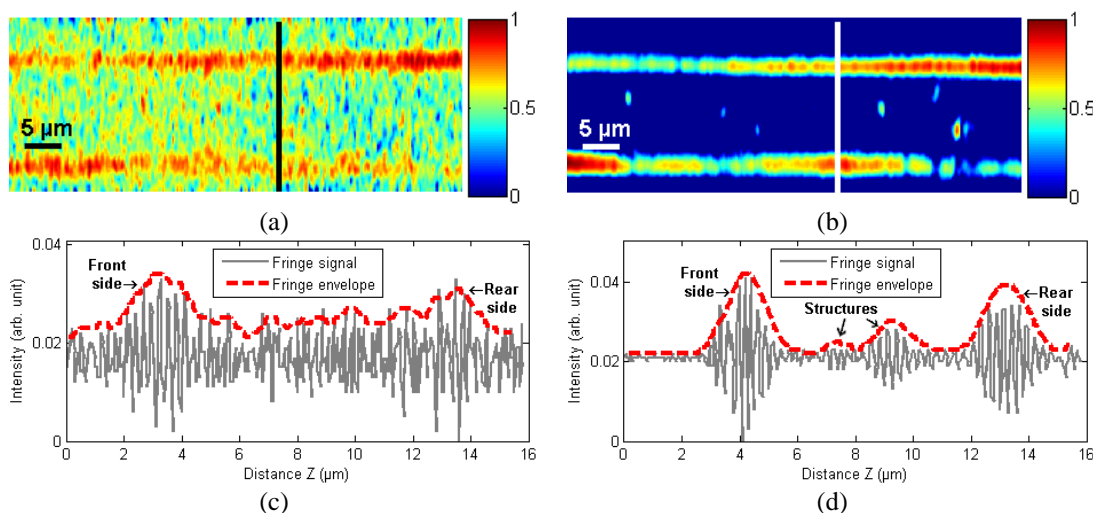 1
0.5
0
5 µm
(a)
1
0.5
0
5 µm
(b)
0.04
0.02
0
Intensity (arb. unit)
Fringe signal
Fringe envelope
Front
side→
←Rear
side
0 2 4 6 8 10 12 14 16
Distance Z (µm)
(c)
0.04
0.02
0
Intensity (arb. unit)
Fringe signal
Fringe envelope
Front
side→
Structures
←Rear
side
0 2 4 6 8 10 12 14 16
Distance Z (µm)
(d)